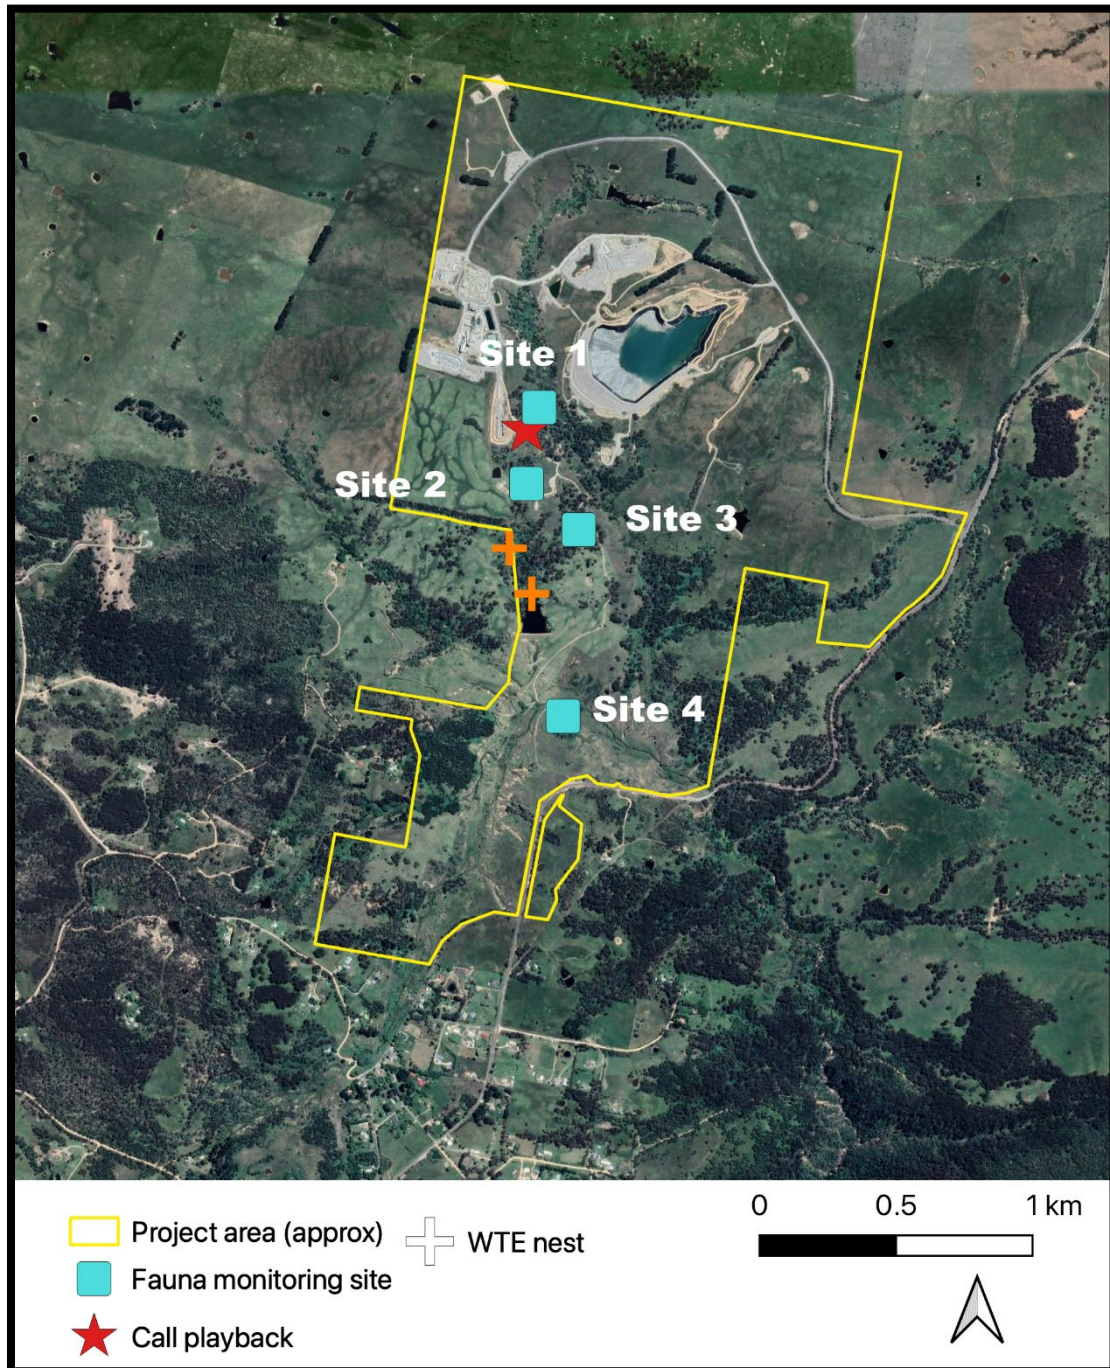 Site 1
Site 2
Site 3
Site 4
0 0.5 1 km
Project area (approx)
WTE nest
Fauna monitoring site
Call playback